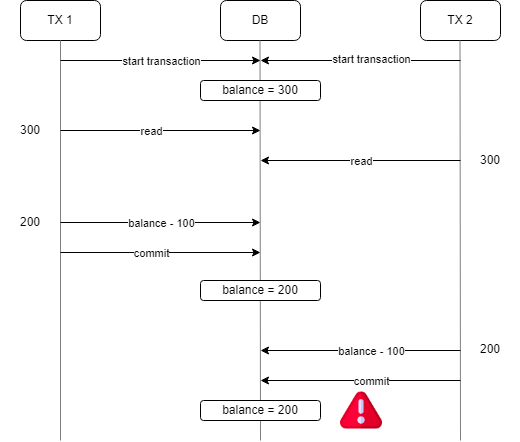 TX 1
DB
TX 2
start transaction
start transaction
balance = 300
300
read
read
300
200
balance - 100
commit
balance = 200
balance - 100
200
commit
balance = 200